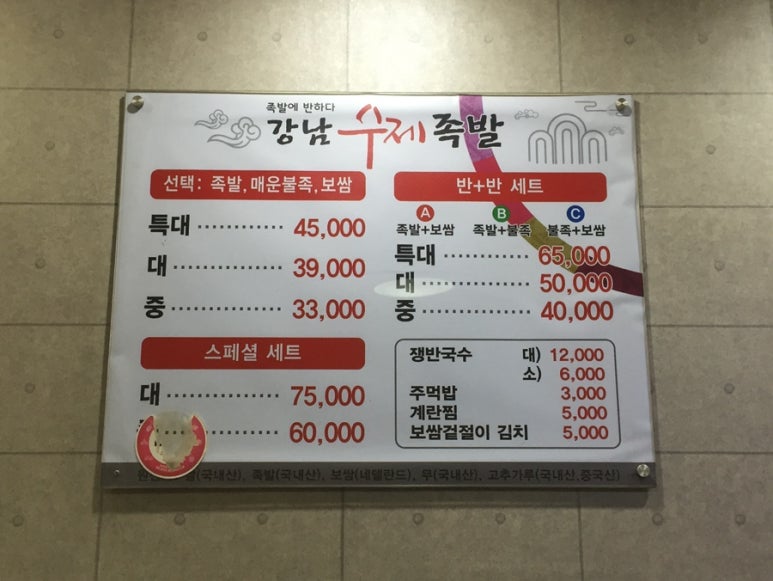 족발에 반하다
강남 수제 족발
선택: 족발, 매운불족, 보쌈
특대 ············ 45,000
대 ············ 39,000
중 ············ 33,000
스페셜 세트
대 ················ 75,000
60,000
반+반 세트
A B C
족발+보쌈 족발+불족 불족+보쌈
특대 ············ 65,000
대 ················ 50,000
중 ················ 40,000
쟁반국수 대) 12,000
소) 6,000
주먹밥 3,000
계란찜 5,000
보쌈겉절이 김치 5,000
(국내산), 족발(국내산), 보쌈(네델란드), 무(국내산), 고추가루(국내산,중국산)